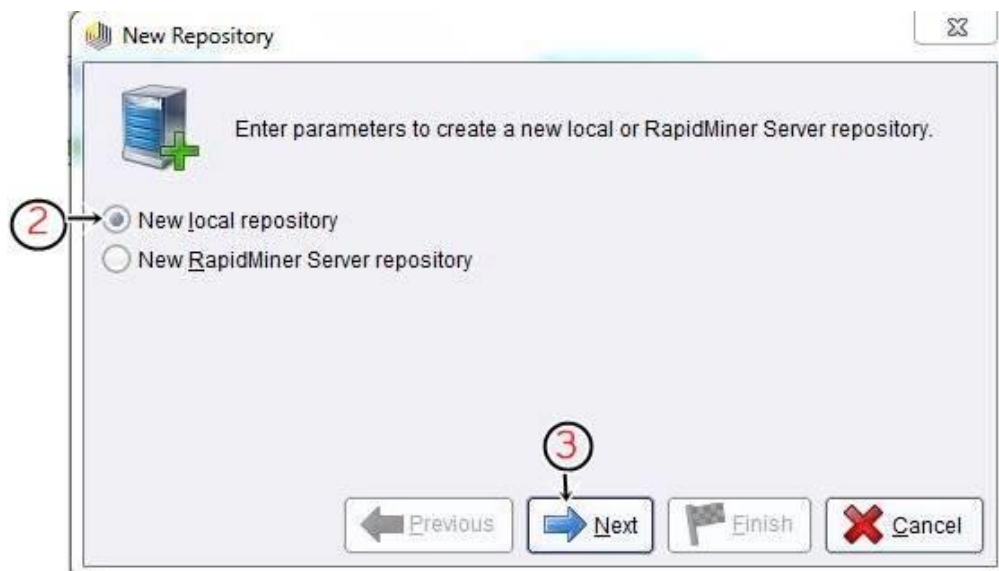 New Repository
Enter parameters to create a new local or RapidMiner Server repository.
2
New local repository
New RapidMiner Server repository
3
Previous Next Finish Cancel